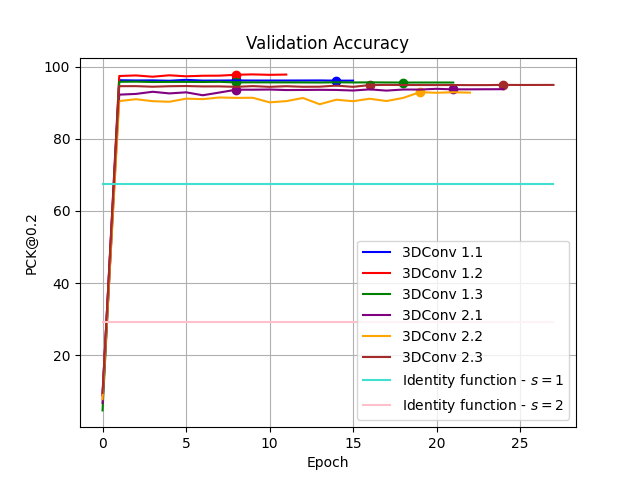 Validation Accuracy
100
80
60
40
20
PCK@0.2
0 5 10 15 20 25
Epoch
3DConv 1.1
3DConv 1.2
3DConv 1.3
3DConv 2.1
3DConv 2.2
3DConv 2.3
Identity function - s = 1
Identity function - s = 2